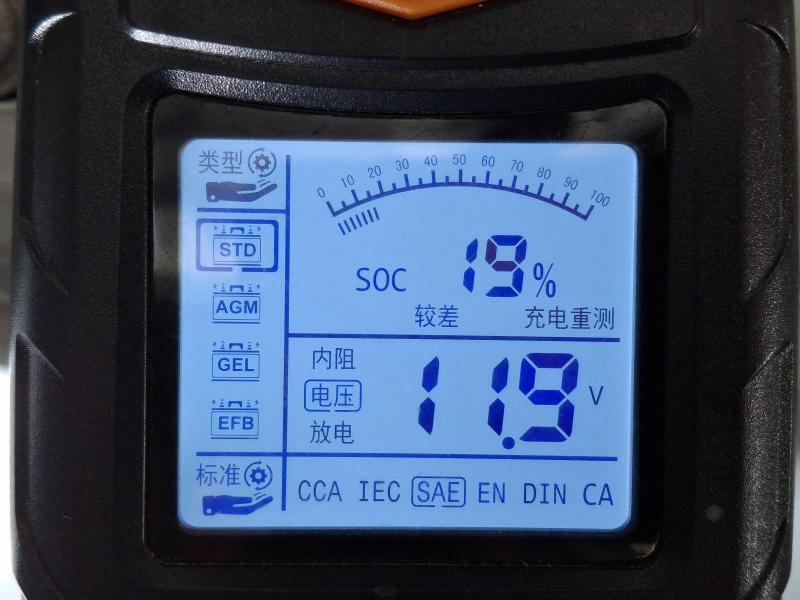 类型
0 10 20 30 40 50 60 70 80 90 100
STD
SOC 19%
较差 充电重测
AGM
GEL
EFB
内阻
电压
放电
11.9 V
标准
CCA IEC SAE EN DIN CA